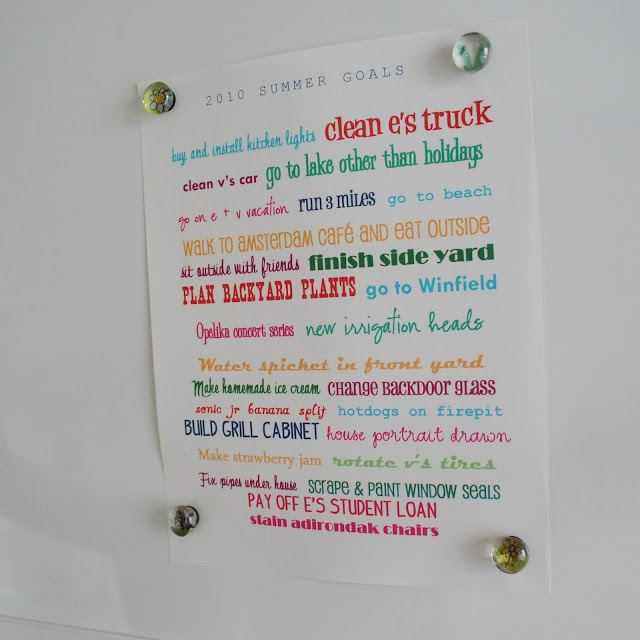 2010 SUMMER GOALS
buy and install kitchen lights clean e's truck
clean v's car go to lake other than holidays
go on e + v vacation run 3 miles go to beach
WALK TO AMSTERDAM CAFÉ AND EAT OUTSIDE
sit outside with friends finish side yard
PLAN BACKYARD PLANTS go to Winfield
Opelika concert series new irrigation heads
Water spicket in front yard
Make homemade ice cream CHANGE BACKDOOR GLASS
sonic jr banana split hotdogs on firepit
BUILD GRILL CABINET house portrait drawn
Make strawberry jam rotate v's tires
Fix pipes under house SCRAPE & PAINT WINDOW SEALS
PAY OFF E'S STUDENT LOAN
stain adirondak chairs